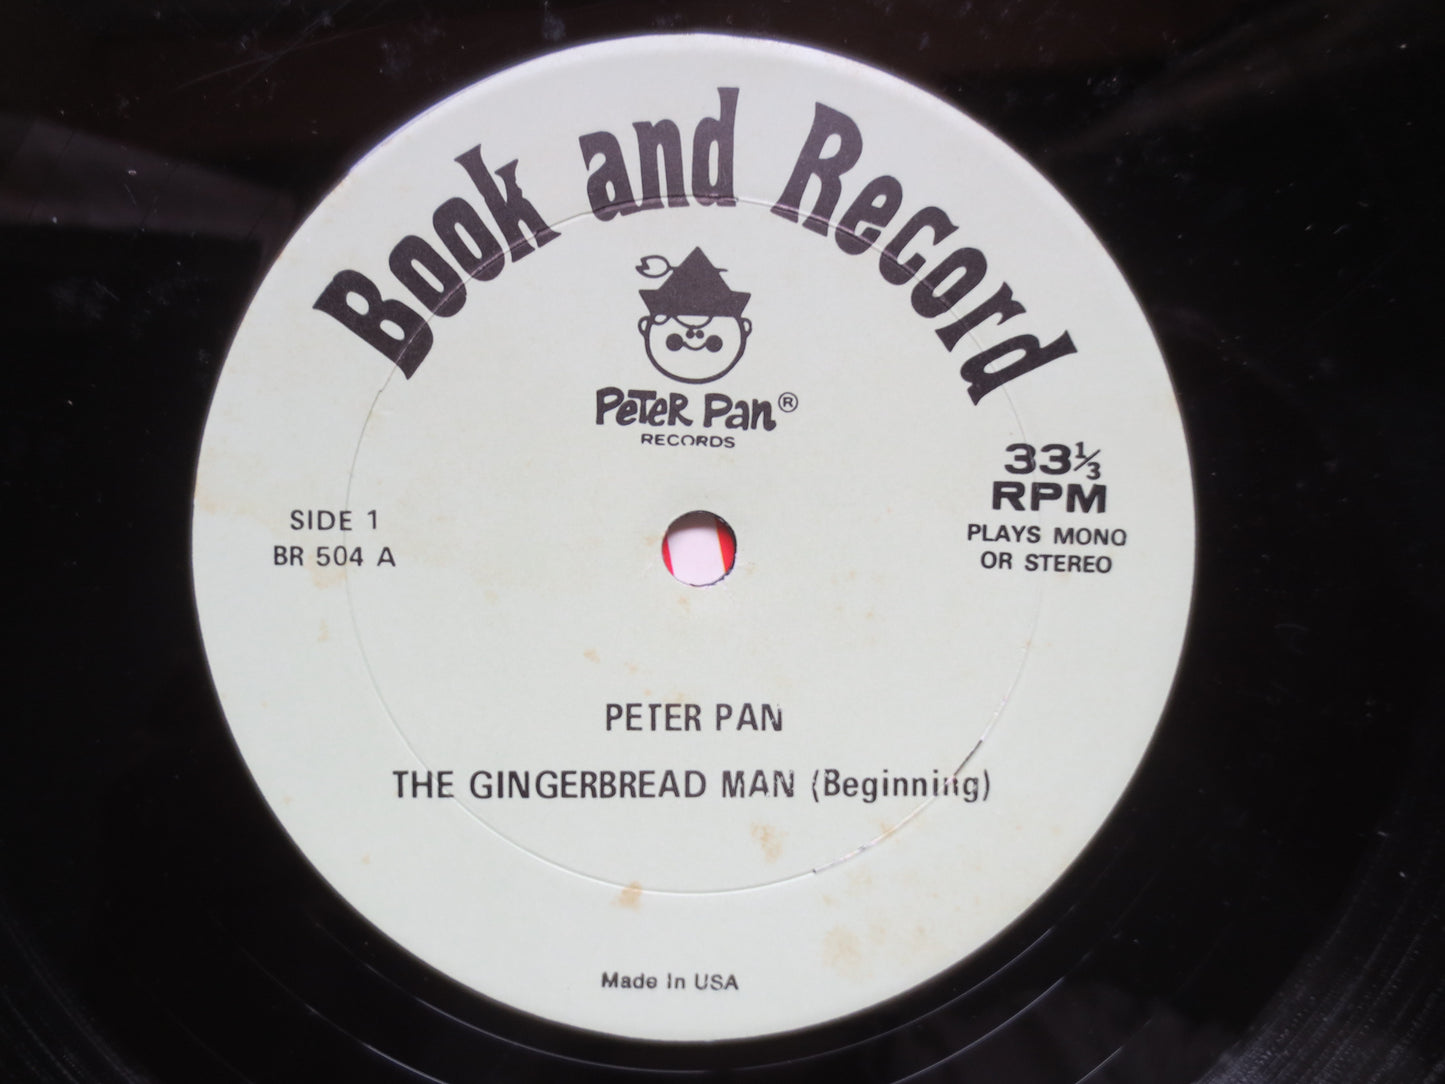 Book and Record
PETER PAN®
RECORDS
33⅓
RPM
PLAYS MONO
OR STEREO
SIDE 1
BR 504 A
PETER PAN
THE GINGERBREAD MAN (Beginning)
Made In USA